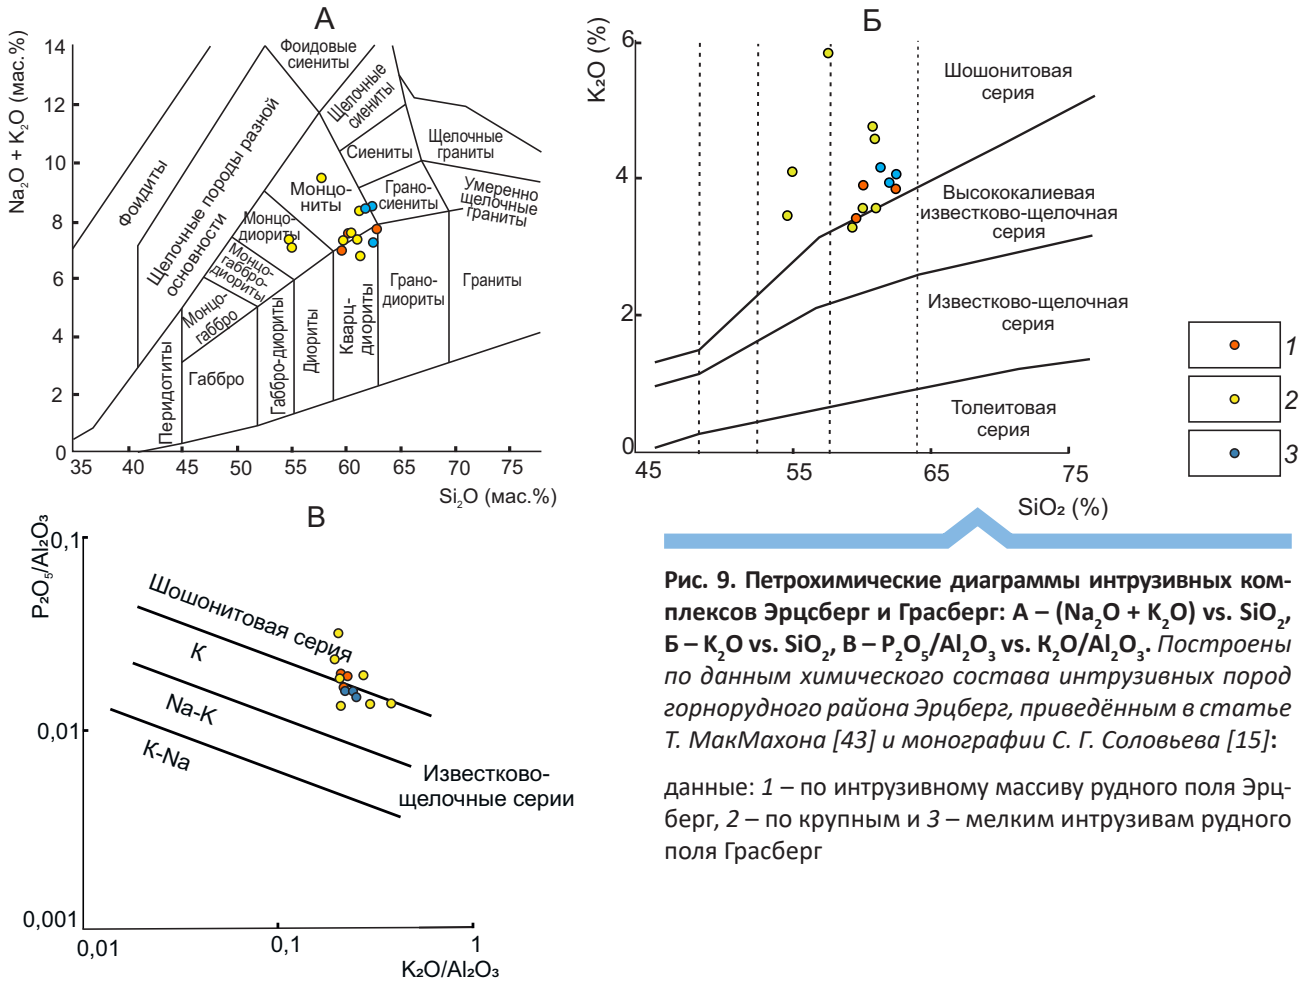 А
Na₂O + K₂O (мас.%)
14
12
10
8
6
4
2
0
35
40
45
50
55
60
65
70
75
Si₂O (мас.%)
Фоидиты
Щелочные породы разной
основности
Фоидовые
сиениты
Щелочные
сиениты
Сиениты
Щелочные
граниты
Грано-
сиениты
Умеренно
щелочные
граниты
Монцо-
ниты
Монцо-
диориты
Монцо-
габбро-
диориты
Монцо-
габбро
Перидотиты
Габбро
Габбро-диориты
Диориты
Кварц-
диориты
Грано-
диориты
Граниты
Б
K₂O (%)
6
4
2
0
45
55
65
75
SiO₂ (%)
Шошонитовая
серия
Высококалиевая
известково-щелочная
серия
Известково-щелочная
серия
Толеитовая
серия
1
2
3
В
P₂O₅/Al₂O₃
0,1
0,01
0,001
0,01
0,1
1
K₂O/Al₂O₃
Шошонитовая серия
К
Na-K
K-Na
Известково-
щелочные серии
Рис. 9. Петрохимические диаграммы интрузивных ком-
плексов Эрцсберг и Грасберг: А – (Na₂O + K₂O) vs. SiO₂,
Б – K₂O vs. SiO₂, В – P₂O₅/Al₂O₃ vs. K₂O/Al₂O₃. Построены
по данным химического состава интрузивных пород
горнорудного района Эрцберг, приведённым в статье
Т. МакМахона [43] и монографии С. Г. Соловьева [15]:
данные: 1 – по интрузивному массиву рудного поля Эрц-
берг, 2 – по крупным и 3 – мелким интрузивам рудного
поля Грасберг